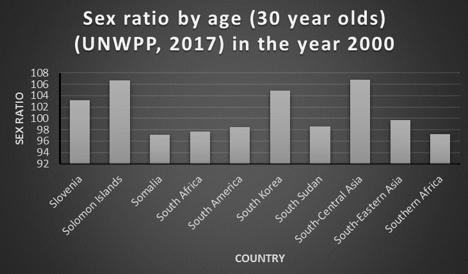 Sex ratio by age (30 year olds)
(UNWPP, 2017) in the year 2000
SEX RATIO
108
106
104
102
100
98
96
94
92
Slovenia
Solomon Islands
Somalia
South Africa
South America
South Korea
South Sudan
South-Central Asia
South-Eastern Asia
Southern Africa
COUNTRY